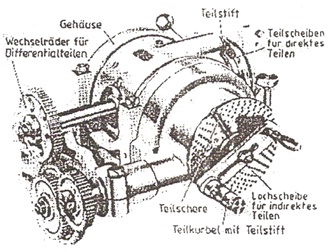 Gehäuse
Teilstift
Wechselräder für
Differentialteilen
Teilscheiben
für direktes
Teilen
Teilschere
Teilkurbel mit Teilstift
Lochscheibe
für indirektes
Teilen